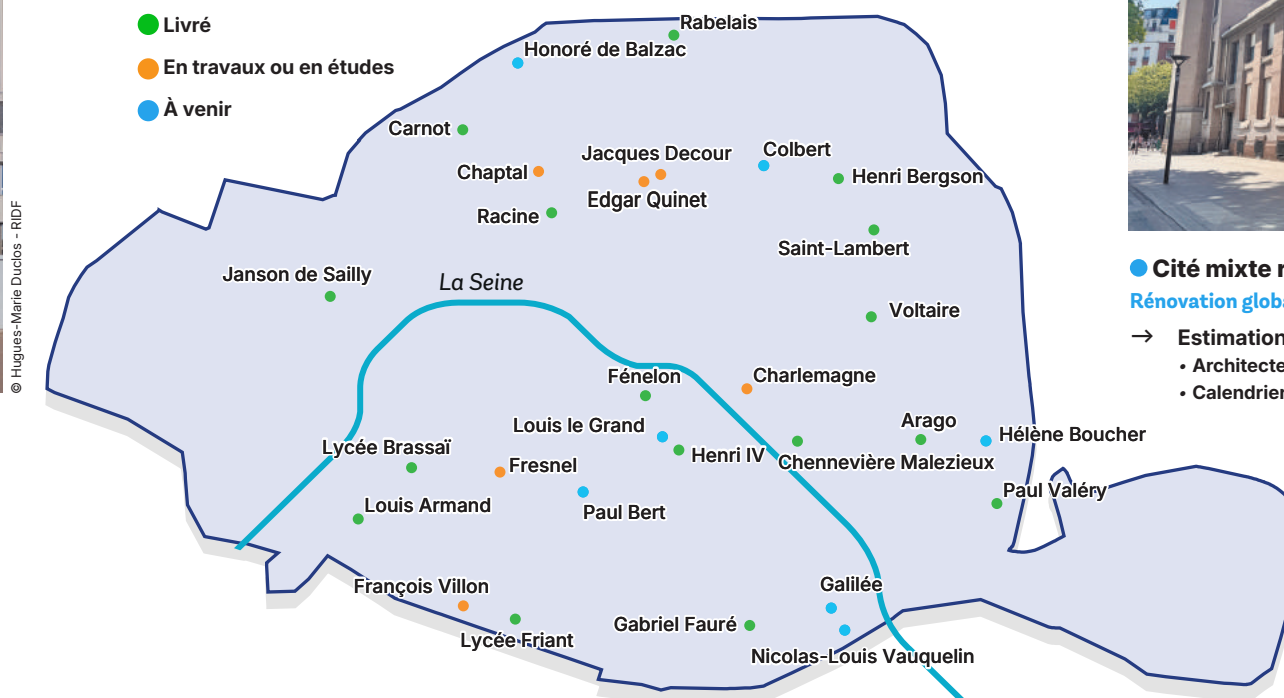 Livré
En travaux ou en études
À venir
© Hugues-Marie Duclos - RIDF
Rabelais
Honoré de Balzac
Carnot
Jacques Decour
Colbert
Chaptal
Henri Bergson
Edgar Quinet
Racine
Saint-Lambert
Janson de Sailly
La Seine
Voltaire
Fénelon
Charlemagne
Louis le Grand
Arago
Hélène Boucher
Lycée Brassaï
Henri IV
Chennevière Malezieux
Fresnel
Paul Valéry
Louis Armand
Paul Bert
François Villon
Galilée
Gabriel Fauré
Lycée Friant
Nicolas-Louis Vauquelin
Cité mixte
Rénovation
Estimation
• Architecte
• Calendrier